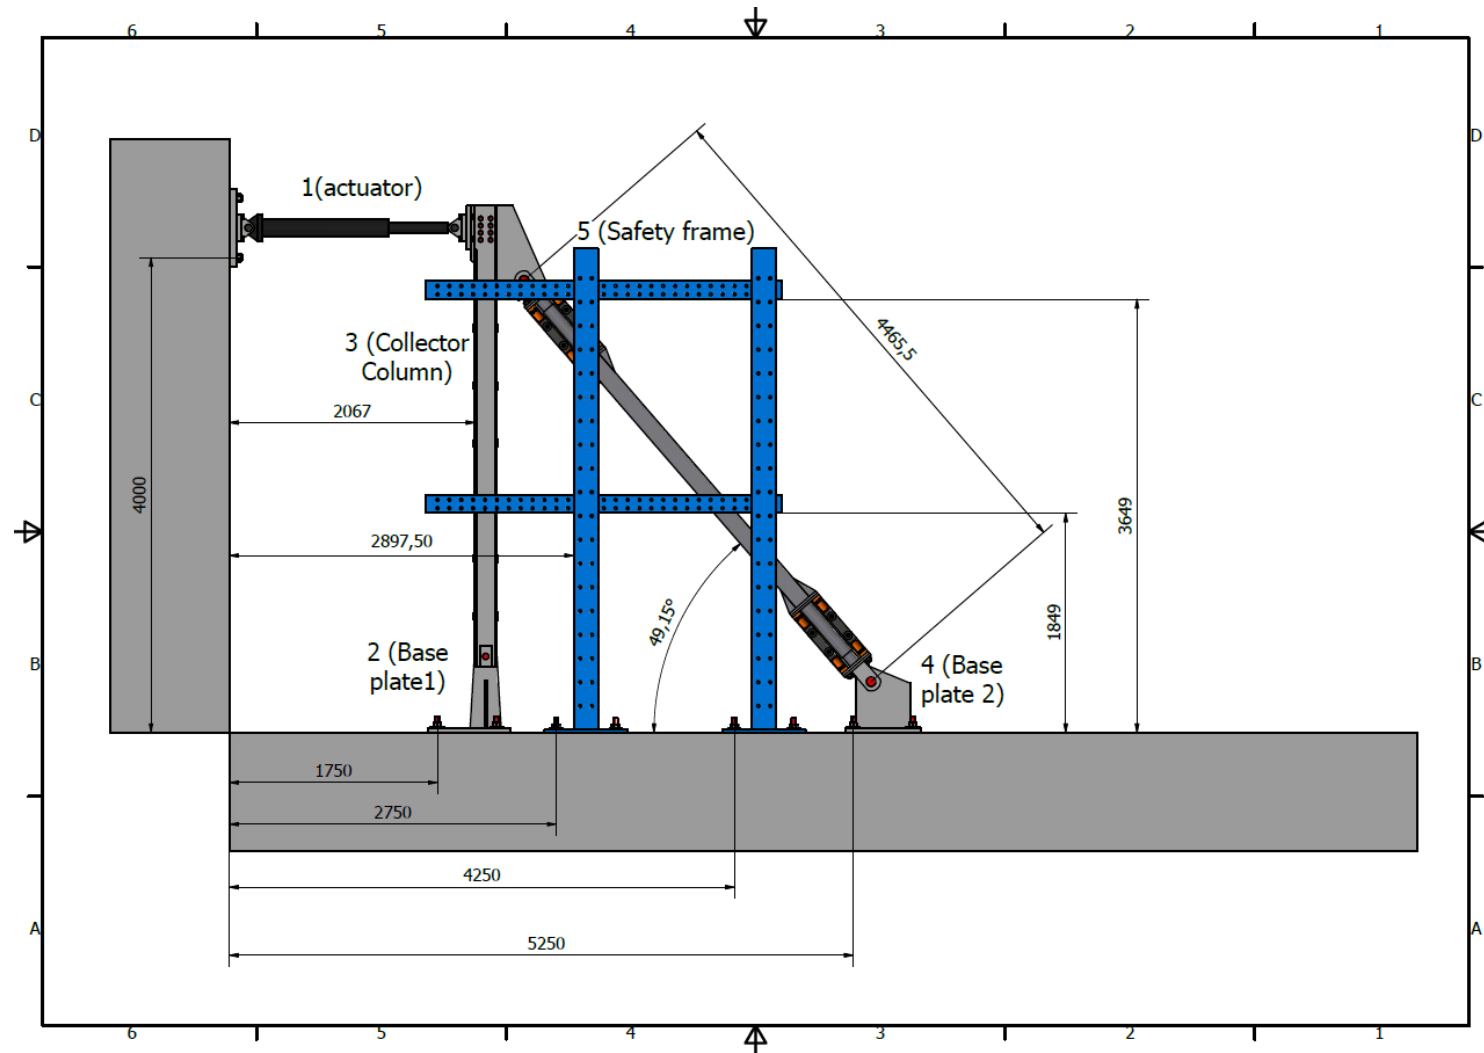 6 5 4 3 2 1
D D
1(actuator)
5 (Safety frame)
3 (Collector
Column)
4465,5
C C
2067
4000
3649
2897,50
49,15°
1849
2 (Base
plate1)
4 (Base
plate 2)
B B
1750
2750
4250
5250
A A
6 5 4 3 2 1